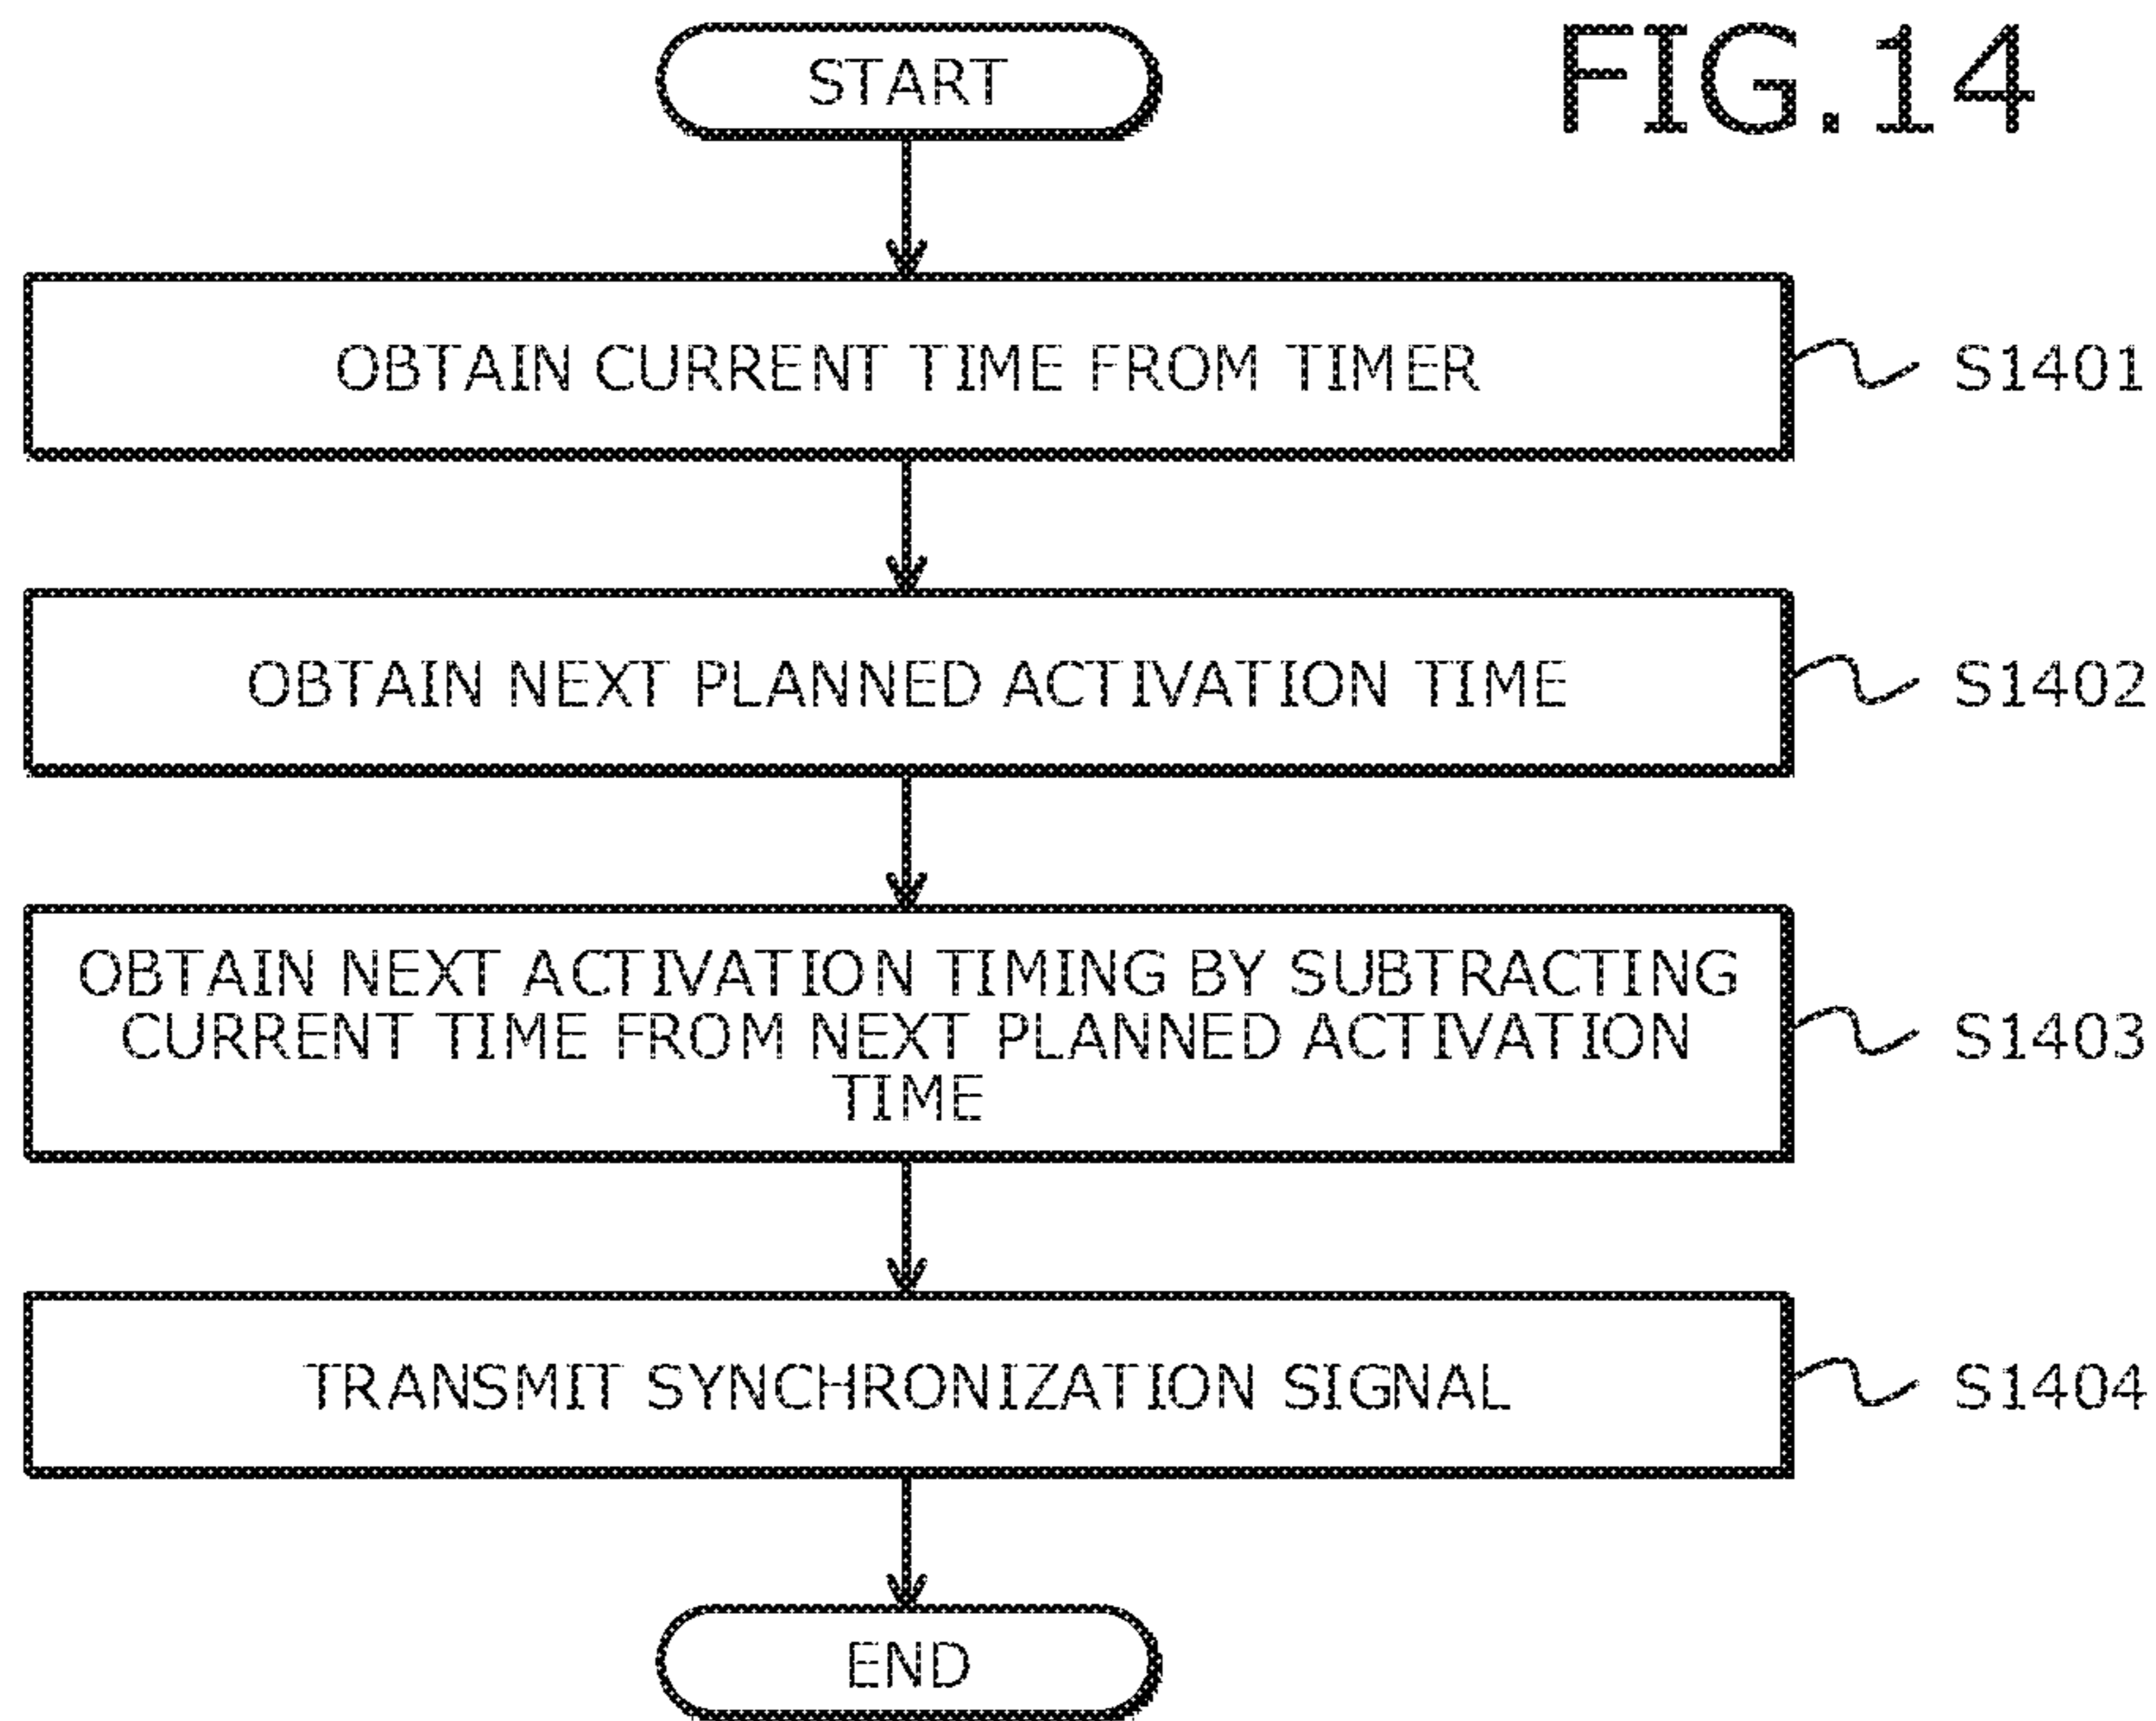 FIG.14
START
OBTAIN CURRENT TIME FROM TIMER
S1401
OBTAIN NEXT PLANNED ACTIVATION TIME
S1402
OBTAIN NEXT ACTIVATION TIMING BY SUBTRACTING
CURRENT TIME FROM NEXT PLANNED ACTIVATION
TIME
S1403
TRANSMIT SYNCHRONIZATION SIGNAL
S1404
END